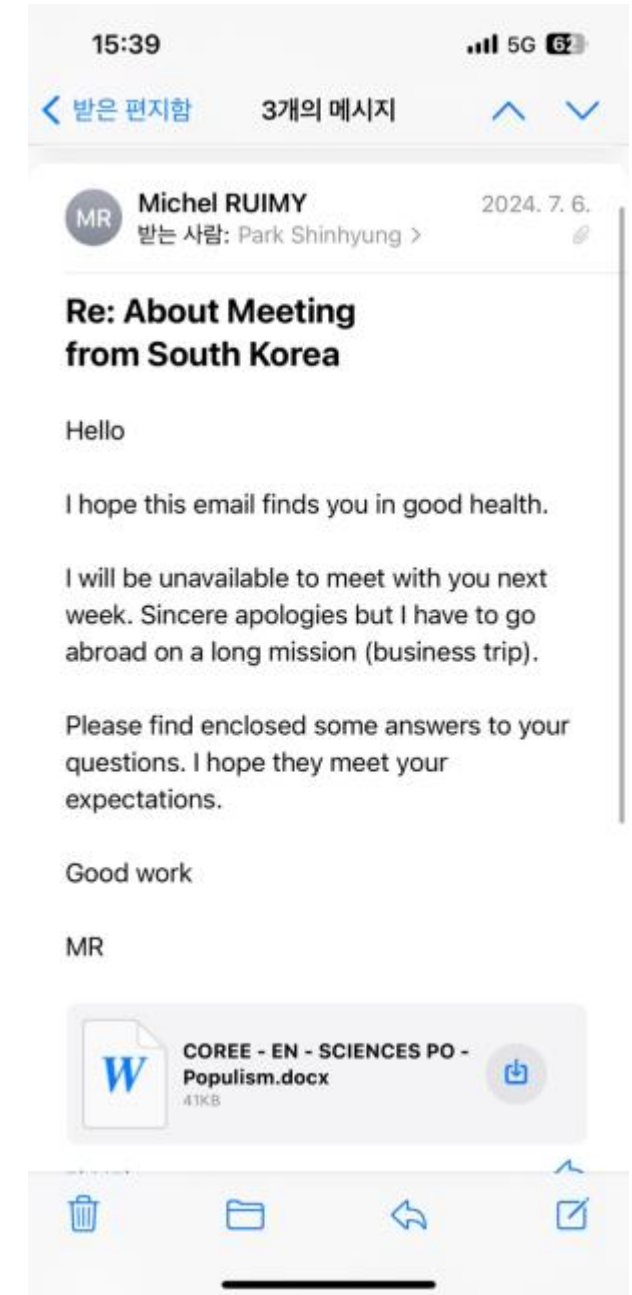 15:39
5G 62
받은 편지함
3개의 메시지
MR
Michel RUIMY
2024. 7. 6.
받는 사람: Park Shinhyung >
Re: About Meeting
from South Korea
Hello
I hope this email finds you in good health.
I will be unavailable to meet with you next
week. Sincere apologies but I have to go
abroad on a long mission (business trip).
Please find enclosed some answers to your
questions. I hope they meet your
expectations.
Good work
MR
W
COREE - EN - SCIENCES PO -
Populism.docx
41KB